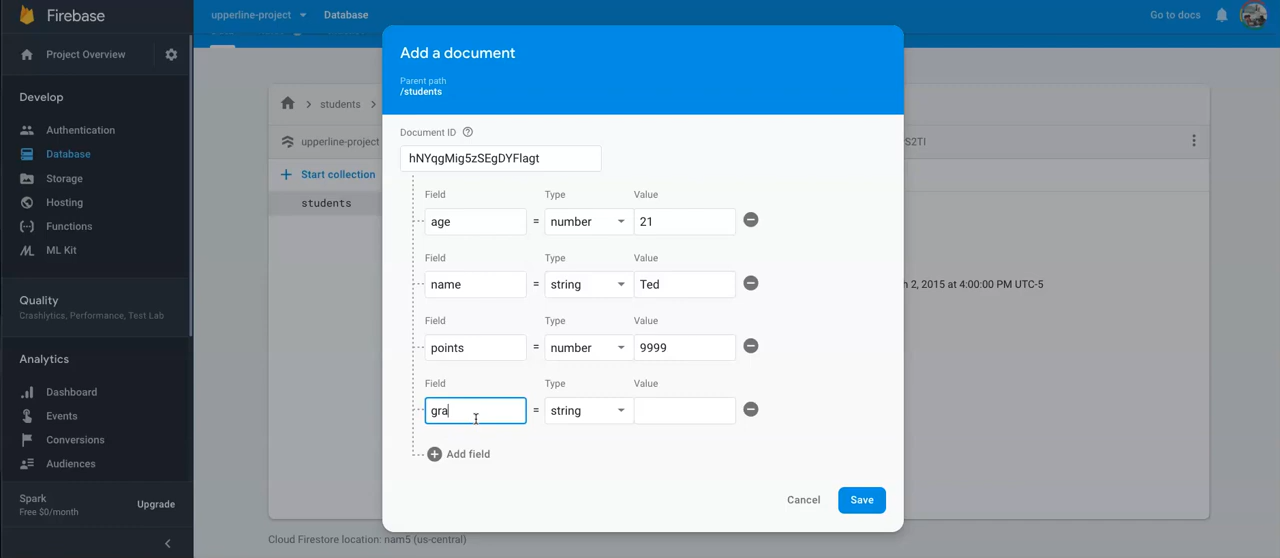 Firebase
upperline-project
Database
Go to docs
Project Overview
Develop
Authentication
Database
Storage
Hosting
Functions
ML Kit
Quality
Crashlytics, Performance, Test Lab
Analytics
Dashboard
Events
Conversions
Audiences
Spark
Free $0/month
Upgrade
students
upperline-project
Start collection
students
S2TI
2, 2015 at 4:00:00 PM UTC-5
Cloud Firestore location: nam5 (us-central)
Add a document
Parent path
/students
Document ID
hNYqgMig5zSEgDYFlagt
Field Type Value
age = number 21
Field Type Value
name = string Ted
Field Type Value
points = number 9999
Field Type Value
gra = string
Add field
Cancel
Save